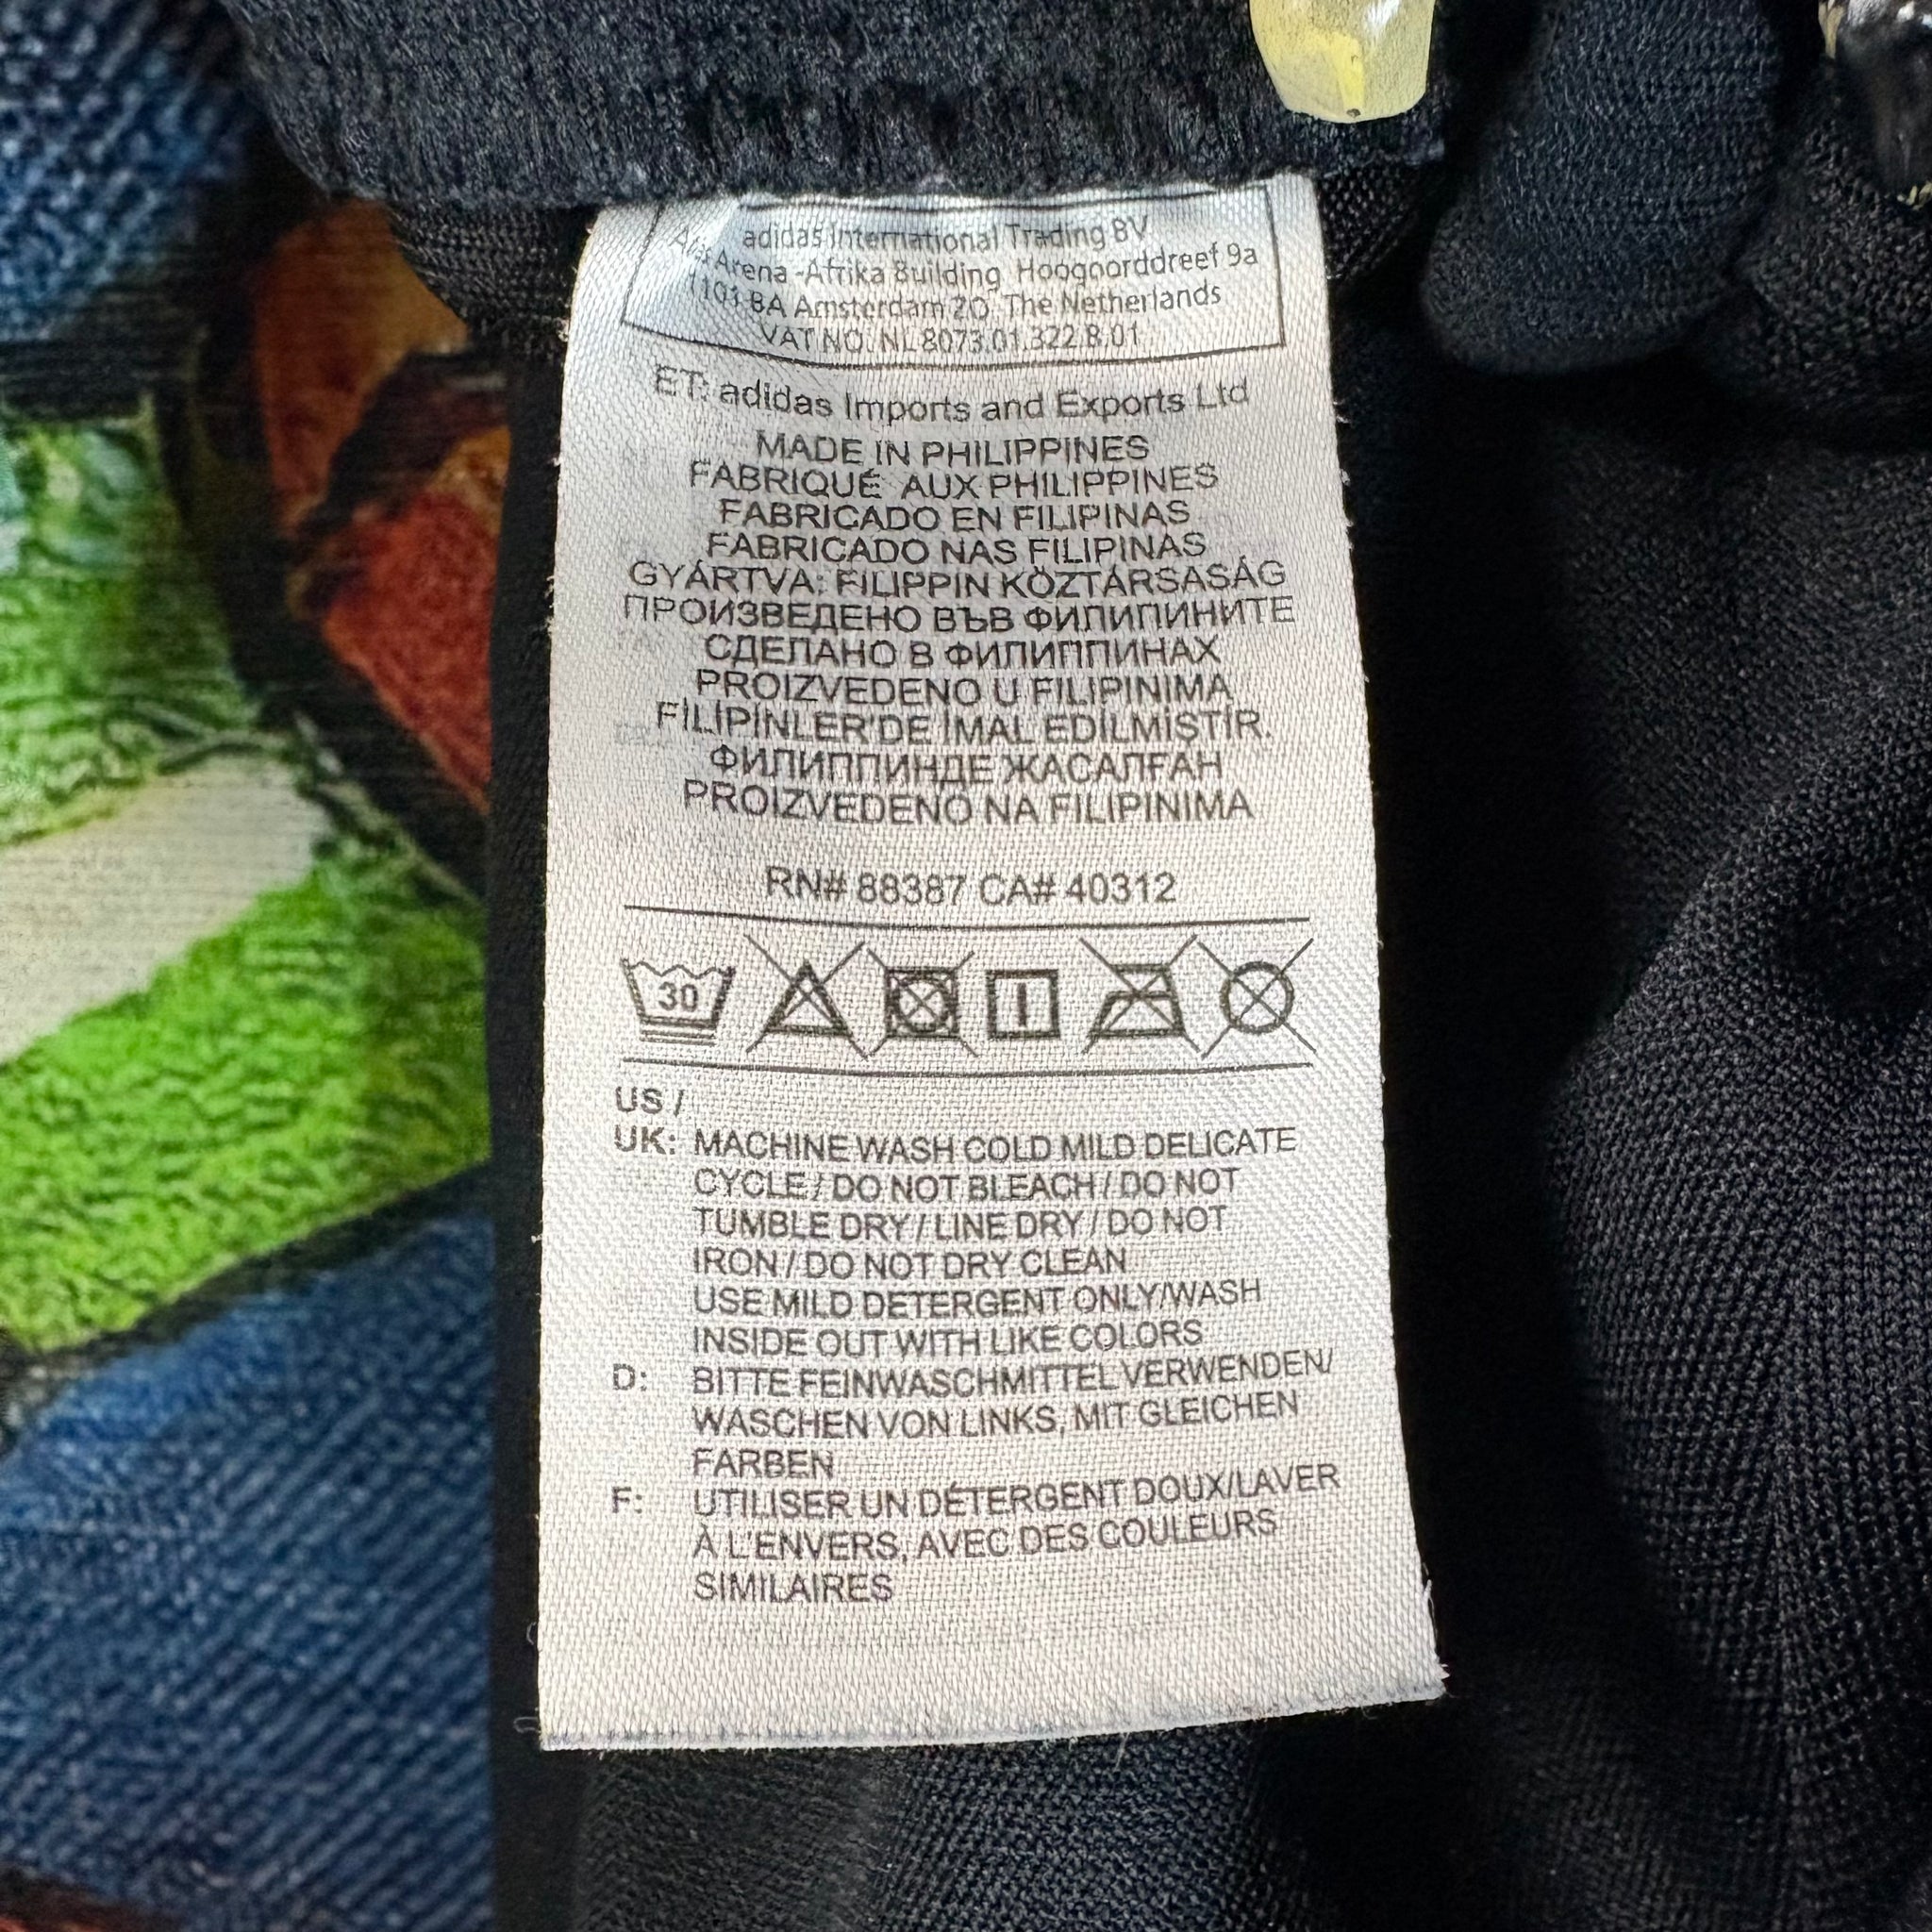 adidas International Trading BV
Arena -Afrika Building Hoogoorddreef 9a
1101 BA Amsterdam ZO The Netherlands
VAT NO. NL 8073.01.322.B.01
ET: adidas Imports and Exports Ltd
MADE IN PHILIPPINES
FABRIQUÉ AUX PHILIPPINES
FABRICADO EN FILIPINAS
FABRICADO NAS FILIPINAS
GYÁRTVA: FILIPPIN KÖZTÁRSASÁG
ПРОИЗВЕДЕНО ВЪВ ФИЛИПИНИТЕ
СДЕЛАНО В ФИЛИППИНАХ
PROIZVEDENO U FILIPINIMA
FİLİPİNLER'DE İMAL EDİLMİŞTİR.
ФИЛИППИНДЕ ЖАСАЛҒАН
PROIZVEDENO NA FILIPINIMA
RN# 88387 CA# 40312
30
US /
UK: MACHINE WASH COLD MILD DELICATE
CYCLE / DO NOT BLEACH / DO NOT
TUMBLE DRY / LINE DRY / DO NOT
IRON / DO NOT DRY CLEAN
USE MILD DETERGENT ONLY/WASH
INSIDE OUT WITH LIKE COLORS
D: BITTE FEINWASCHMITTEL VERWENDEN/
WASCHEN VON LINKS, MIT GLEICHEN
FARBEN
F: UTILISER UN DÉTERGENT DOUX/LAVER
À L'ENVERS, AVEC DES COULEURS
SIMILAIRES